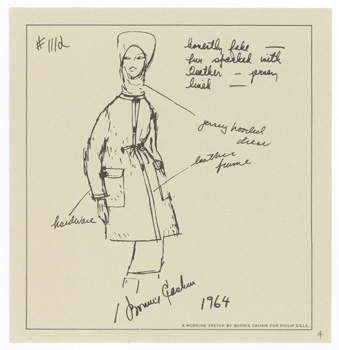 #1112
honestly fake —
fur sparked with
leather — jersey
lined —
jersey hooded
dress
leather
frame
hardware
Bonnie Cashin
1964
A WORKING SKETCH BY BONNIE CASHIN FOR PHILIP SILLS.
4